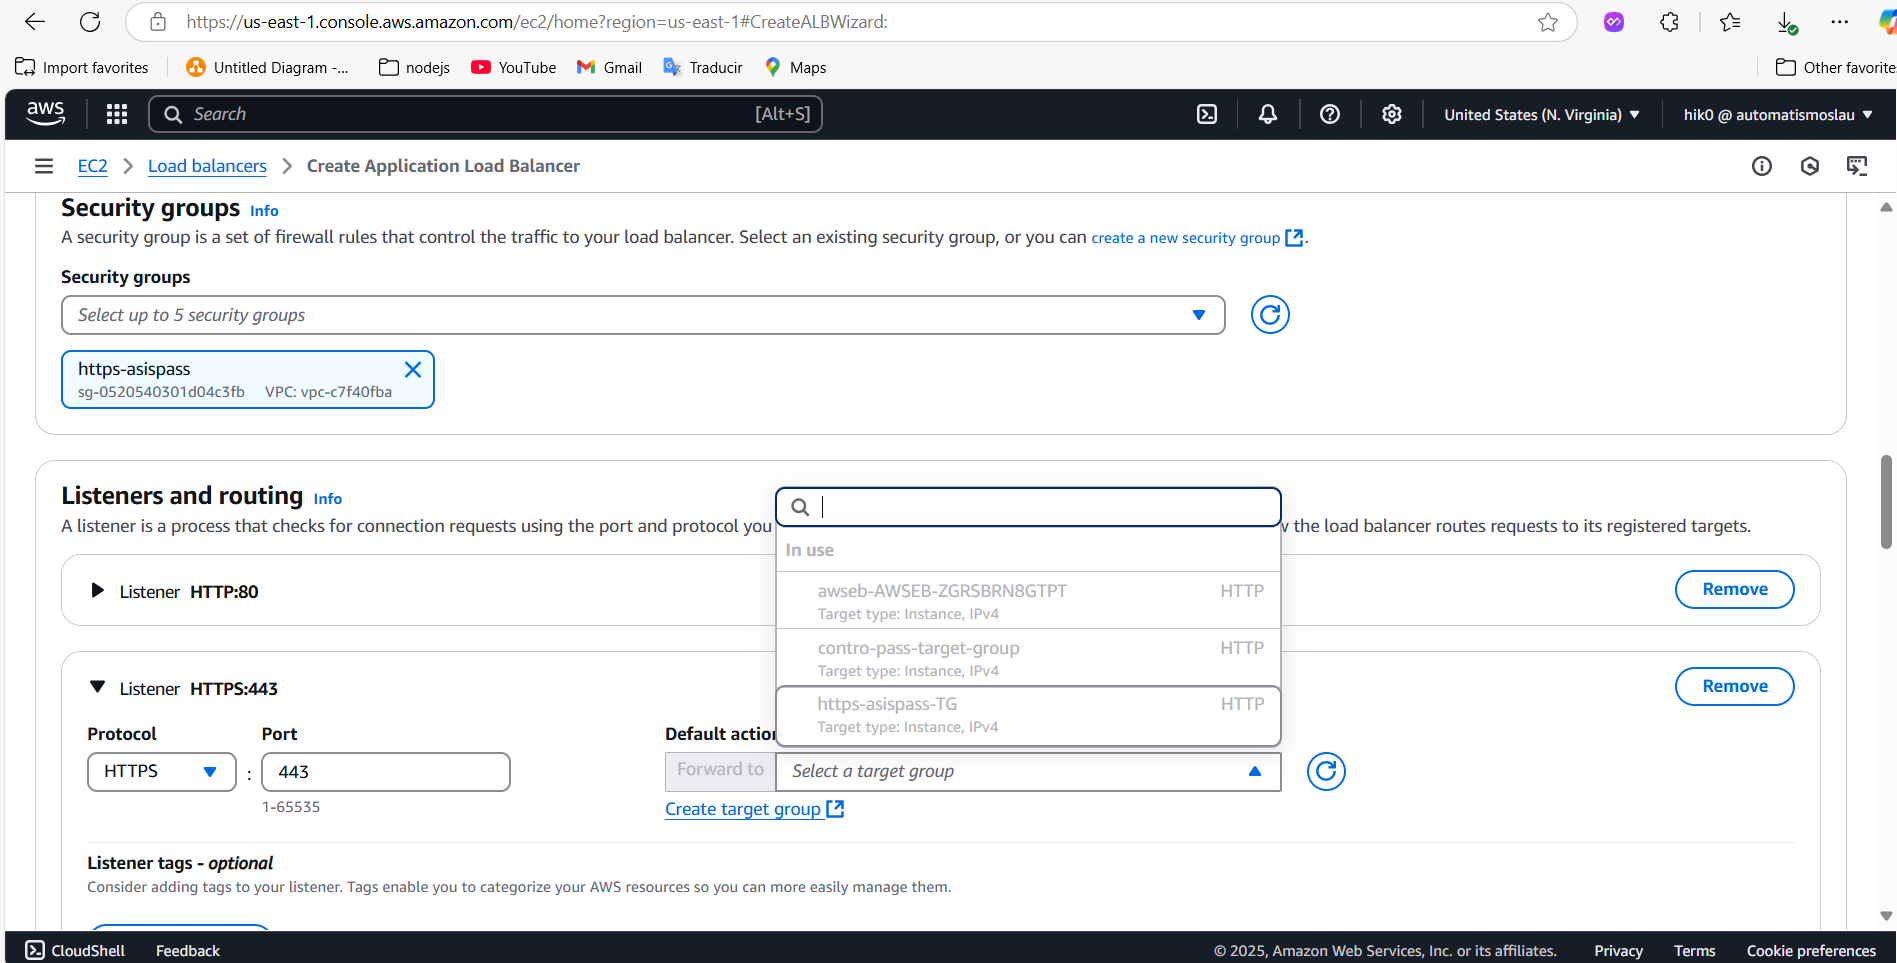 https://us-east-1.console.aws.amazon.com/ec2/home?region=us-east-1#CreateALBWizard:
Import favorites
Untitled Diagram -...
nodejs
YouTube
Gmail
Traducir
Maps
Other favorite
aws
Search
[Alt+S]
United States (N. Virginia)
hik0 @ automatismoslau
EC2
Load balancers
Create Application Load Balancer
Security groups Info
A security group is a set of firewall rules that control the traffic to your load balancer. Select an existing security group, or you can create a new security group.
Security groups
Select up to 5 security groups
https-asispass
sg-0520540301d04c3fb VPC: vpc-c7f40fba
Listeners and routing Info
A listener is a process that checks for connection requests using the port and protocol you
the load balancer routes requests to its registered targets.
Listener HTTP:80
Remove
In use
awseb-AWSEB-ZGRSBRN8GTPT HTTP
Target type: Instance, IPv4
contro-pass-target-group HTTP
Target type: Instance, IPv4
https-asispass-TG HTTP
Target type: Instance, IPv4
Listener HTTPS:443
Remove
Protocol
Port
Default action
HTTPS
:
443
1-65535
Forward to
Select a target group
Create target group
Listener tags - optional
Consider adding tags to your listener. Tags enable you to categorize your AWS resources so you can more easily manage them.
CloudShell
Feedback
© 2025, Amazon Web Services, Inc. or its affiliates.
Privacy
Terms
Cookie preferences